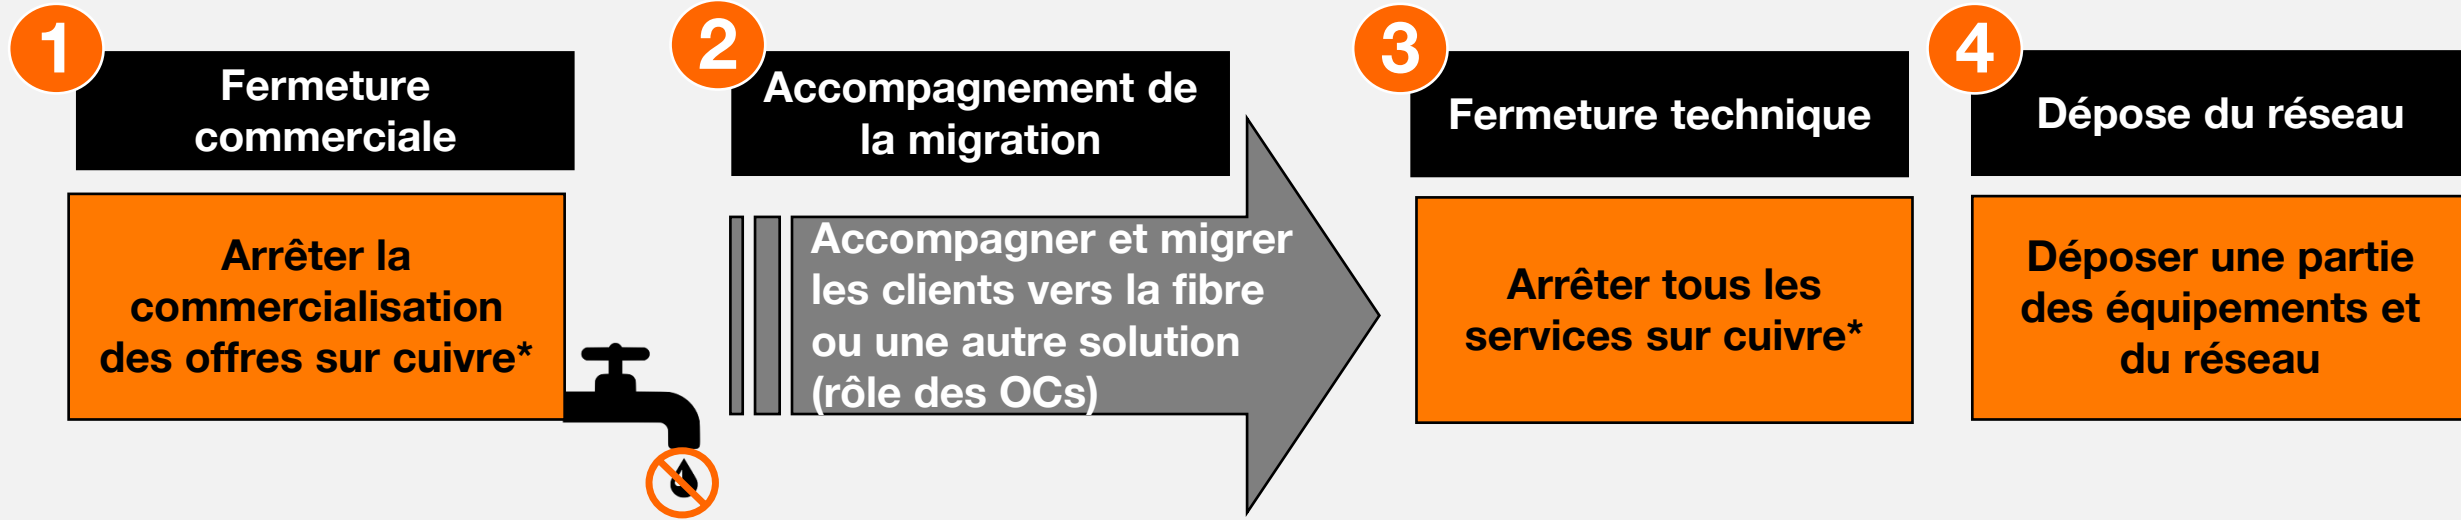 1
Fermeture
commerciale
Arrêter la
commercialisation
des offres sur cuivre*
2
Accompagnement de
la migration
Accompagner et migrer
les clients vers la fibre
ou une autre solution
(rôle des OCs)
3
Fermeture technique
Arrêter tous les
services sur cuivre*
4
Dépose du réseau
Déposer une partie
des équipements et
du réseau